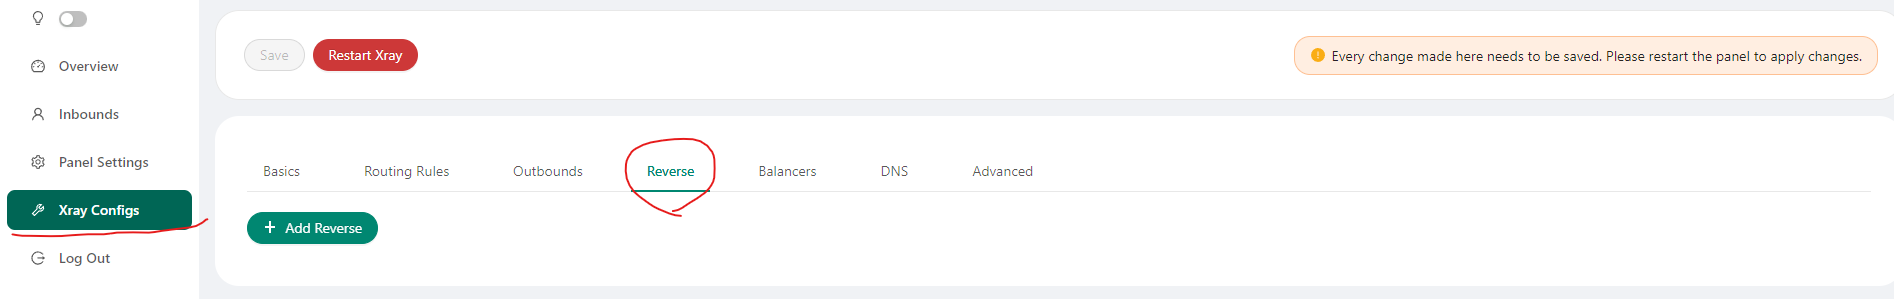 Overview
Inbounds
Panel Settings
Xray Configs
Log Out
Save
Restart Xray
Every change made here needs to be saved. Please restart the panel to apply changes.
Basics
Routing Rules
Outbounds
Reverse
Balancers
DNS
Advanced
+ Add Reverse